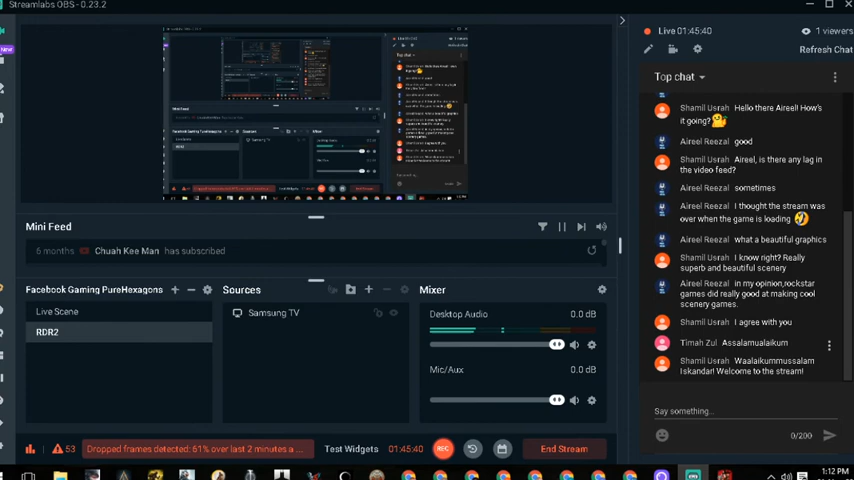 Streamlabs OBS - 0.23.2
Live 01:45:40
1 viewers
new
Refresh Chat
Top chat
Shamil Usrah Hello there Aireel! How's
it going?
Aireel Reezal good
Shamil Usrah Aireel, is there any lag in
the video feed?
Aireel Reezal sometimes
Aireel Reezal I thought the stream was
over when the game is loading
Aireel Reezal what a beautiful graphics
Shamil Usrah I know right? Really
superb and beautiful scenery
Aireel Reezal in my opinion,rockstar
games did really good at making cool
scenery games.
Shamil Usrah I agree with you
Timah Zul Assalamualaikum
Shamil Usrah Waalaikummussalam
Iskandar! Welcome to the stream!
Say something...
0/200
Mini Feed
6 months Chuah Kee Man has subscribed
Facebook Gaming PureHexagons
Live Scene
RDR2
Sources
Samsung TV
Mixer
Desktop Audio 0.0 dB
Mic/Aux 0.0 dB
53
Dropped frames detected: 61% over last 2 minutes a ...
Test Widgets
01:45:40
REC
End Stream
1:12 PM